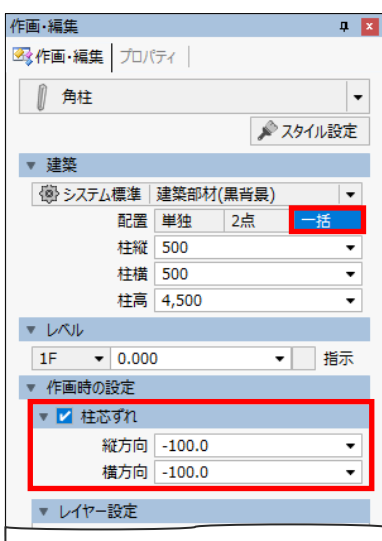 作画・編集
作画・編集 プロパティ
角柱
スタイル設定
建築
システム標準 建築部材(黒背景)
配置 単独 2点 一括
柱縦 500
柱横 500
柱高 4,500
レベル
1F 0.000 指示
作画時の設定
柱芯ずれ
縦方向 -100.0
横方向 -100.0
レイヤー設定